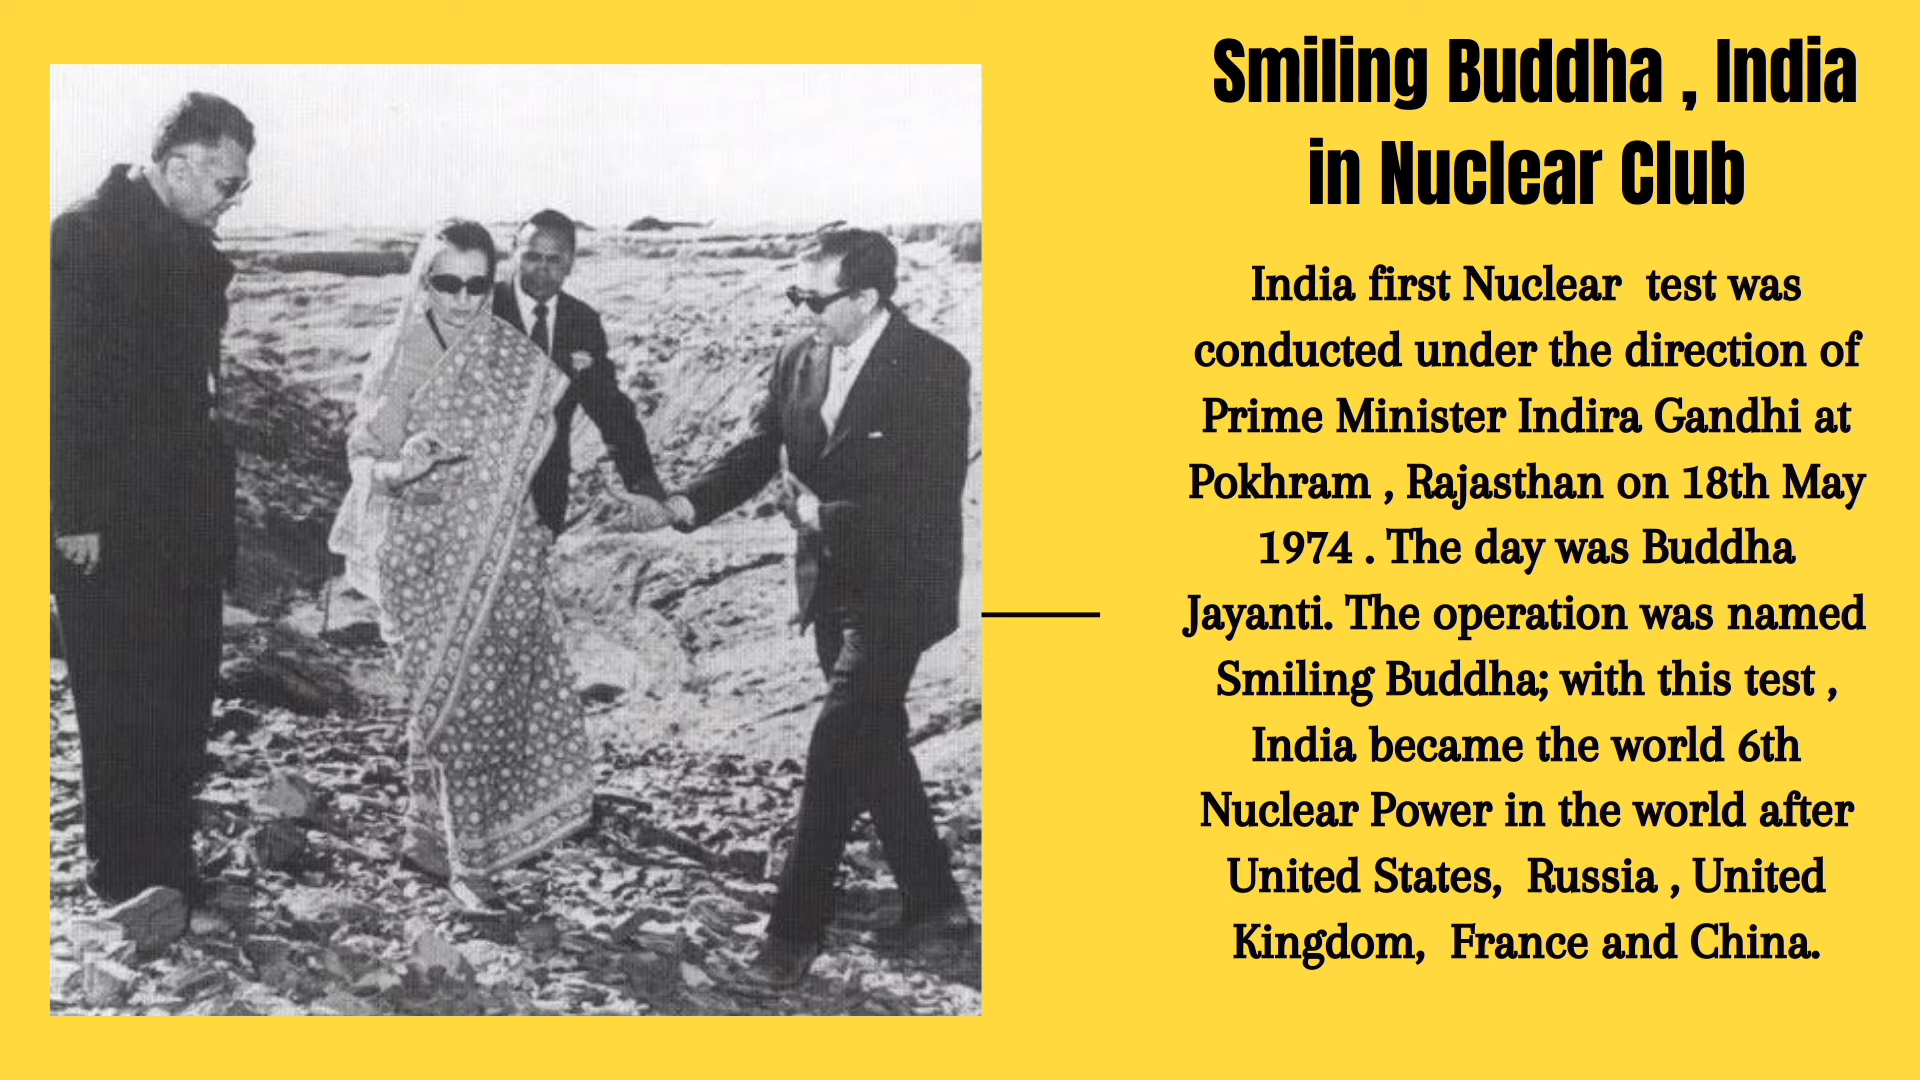 Smiling Buddha , India
in Nuclear Club
India first Nuclear  test was
conducted under the direction of
Prime Minister Indira Gandhi at
Pokhram , Rajasthan on 18th May
1974 . The day was Buddha
Jayanti. The operation was named
Smiling Buddha; with this test ,
India became the world 6th
Nuclear Power in the world after
United States,  Russia , United
Kingdom,  France and China.